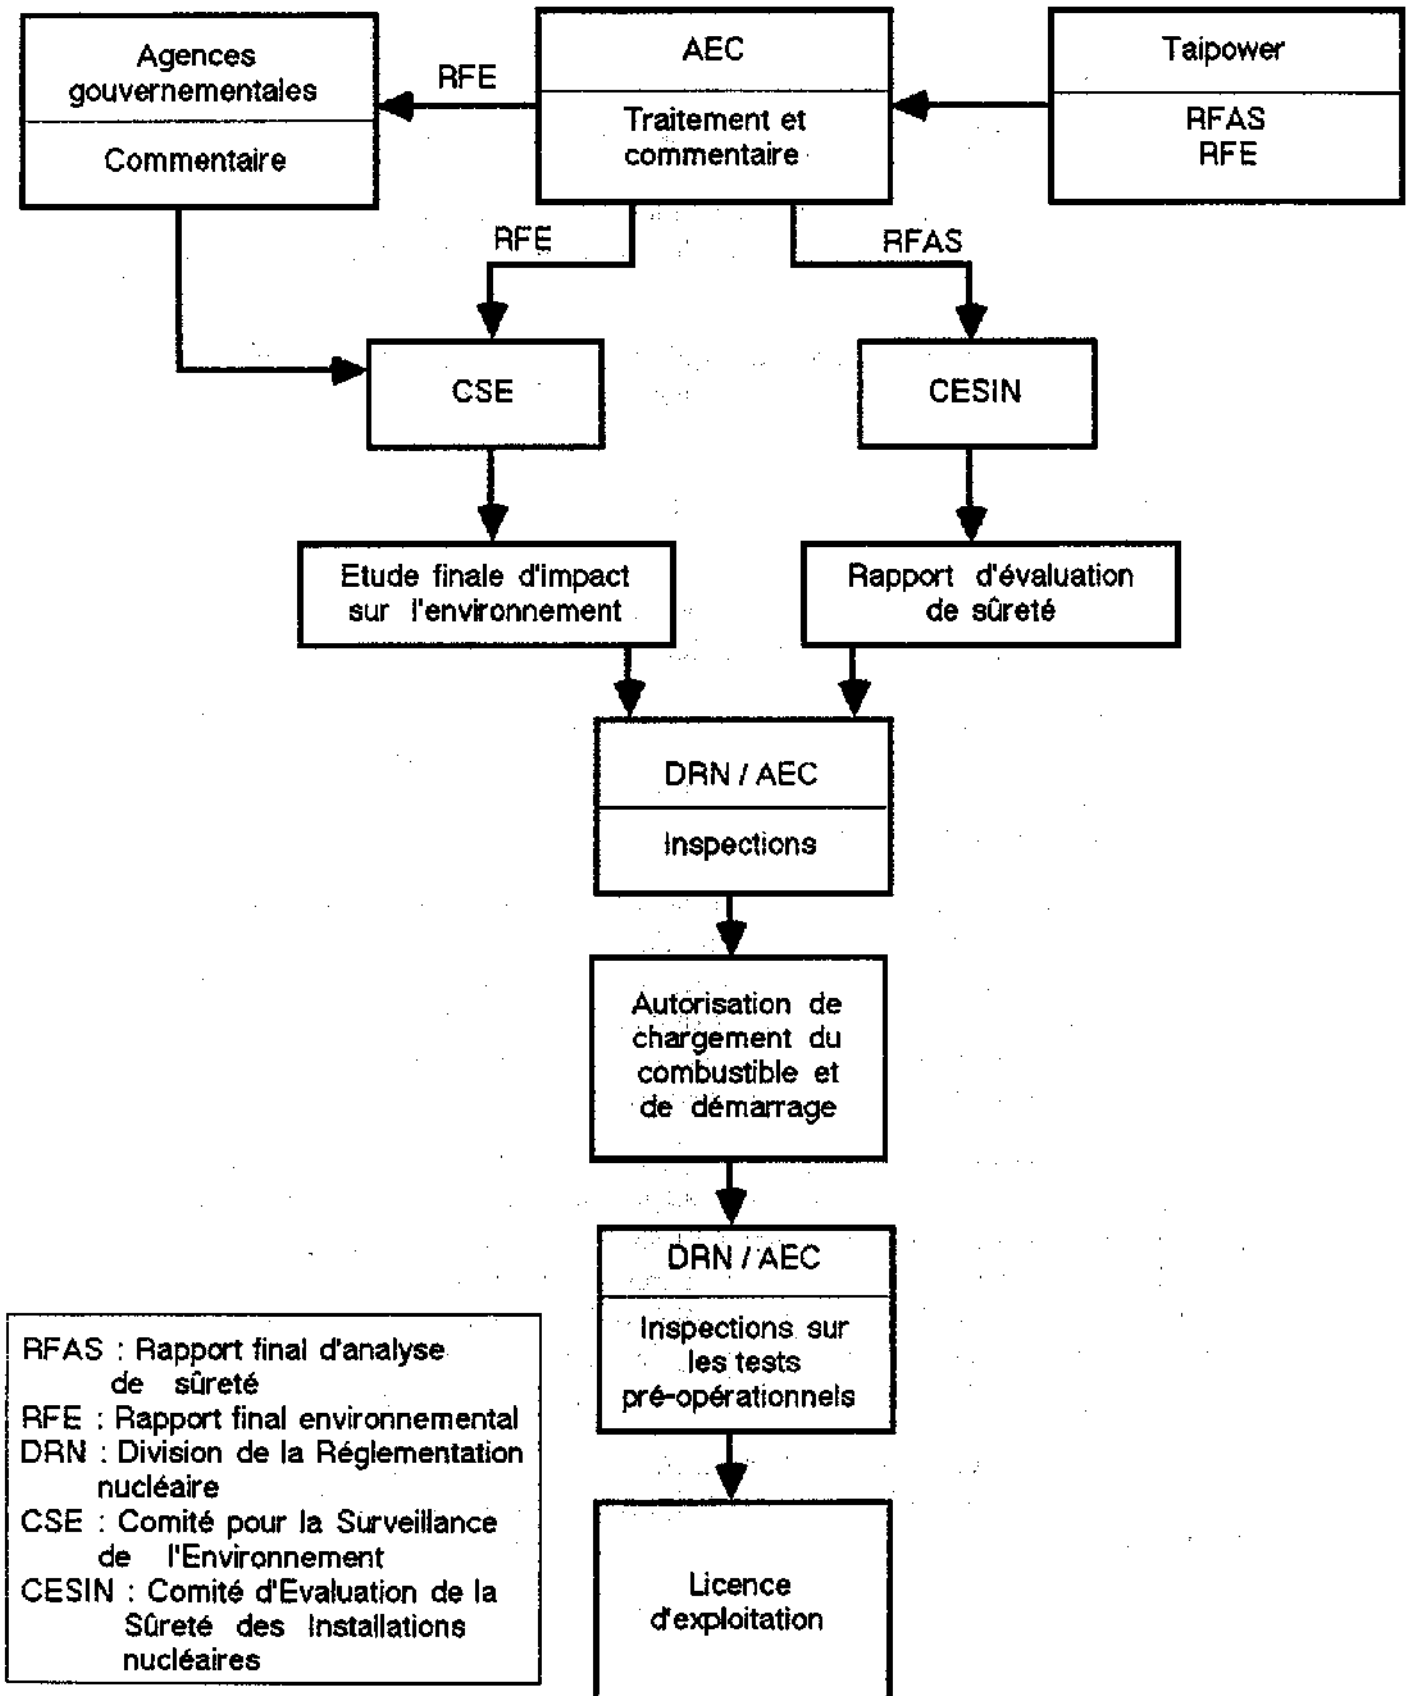 Agences
gouvernementales
Commentaire
RFE
AEC
Traitement et
commentaire
Taipower
RFAS
RFE
RFE
RFAS
CSE
CESIN
Etude finale d'impact
sur l'environnement
Rapport d'évaluation
de sûreté
DRN / AEC
Inspections
Autorisation de
chargement du
combustible et
de démarrage
DRN / AEC
Inspections sur
les tests
pré-opérationnels
Licence
d'exploitation
RFAS : Rapport final d'analyse
de sûreté
RFE : Rapport final environnemental
DRN : Division de la Réglementation
nucléaire
CSE : Comité pour la Surveillance
de l'Environnement
CESIN : Comité d'Evaluation de la
Sûreté des Installations
nucléaires